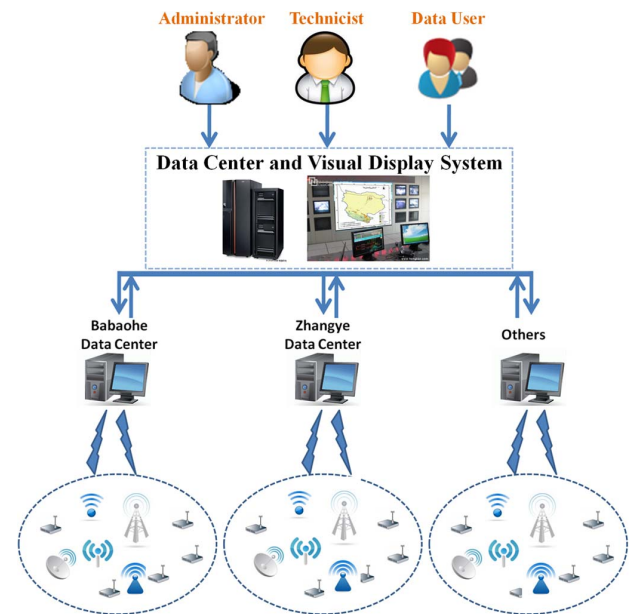 Administrator
Technicist
Data User
Data Center and Visual Display System
Babaohe
Data Center
Zhangye
Data Center
Others